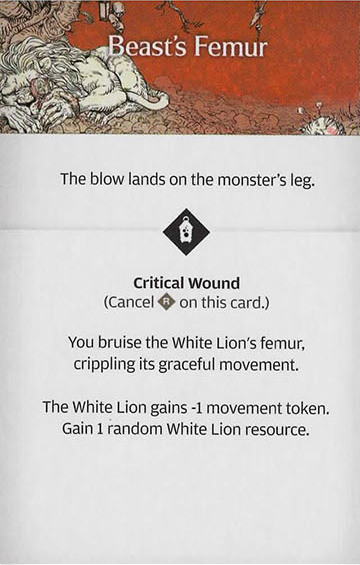 Beast's Femur
The blow lands on the monster's leg.
Critical Wound
(Cancel R on this card.)
You bruise the White Lion's femur,
crippling its graceful movement.
The White Lion gains -1 movement token.
Gain 1 random White Lion resource.